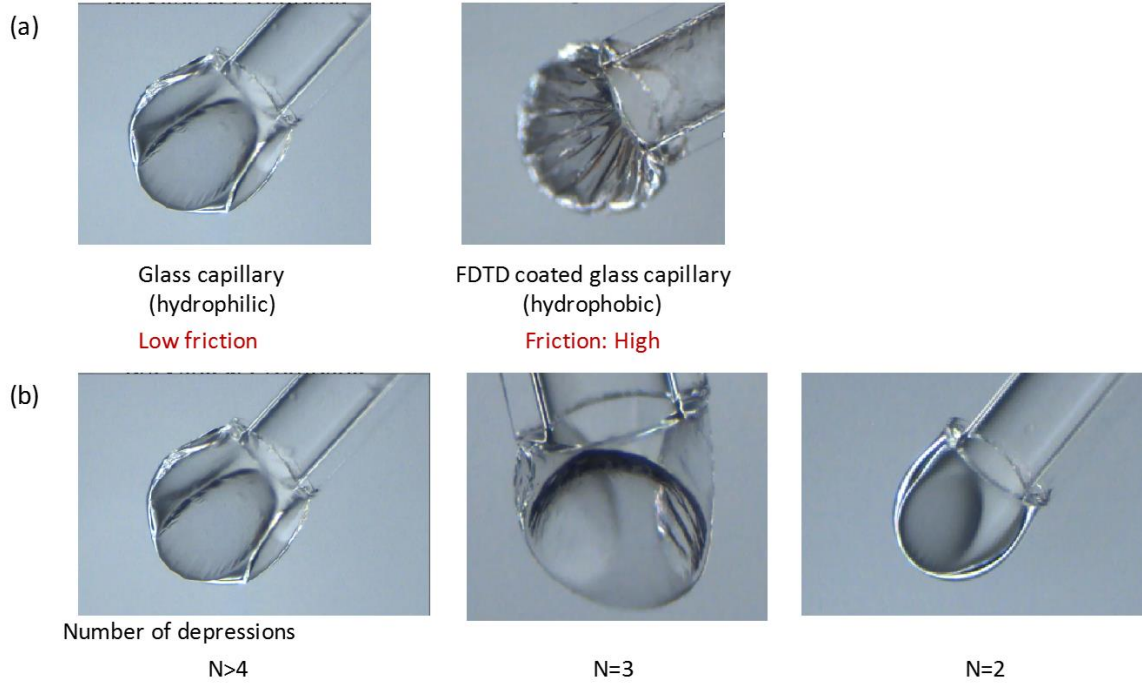 (a)
Glass capillary
(hydrophilic)
Low friction
FDTD coated glass capillary
(hydrophobic)
Friction: High
(b)
Number of depressions
N>4
N=3
N=2